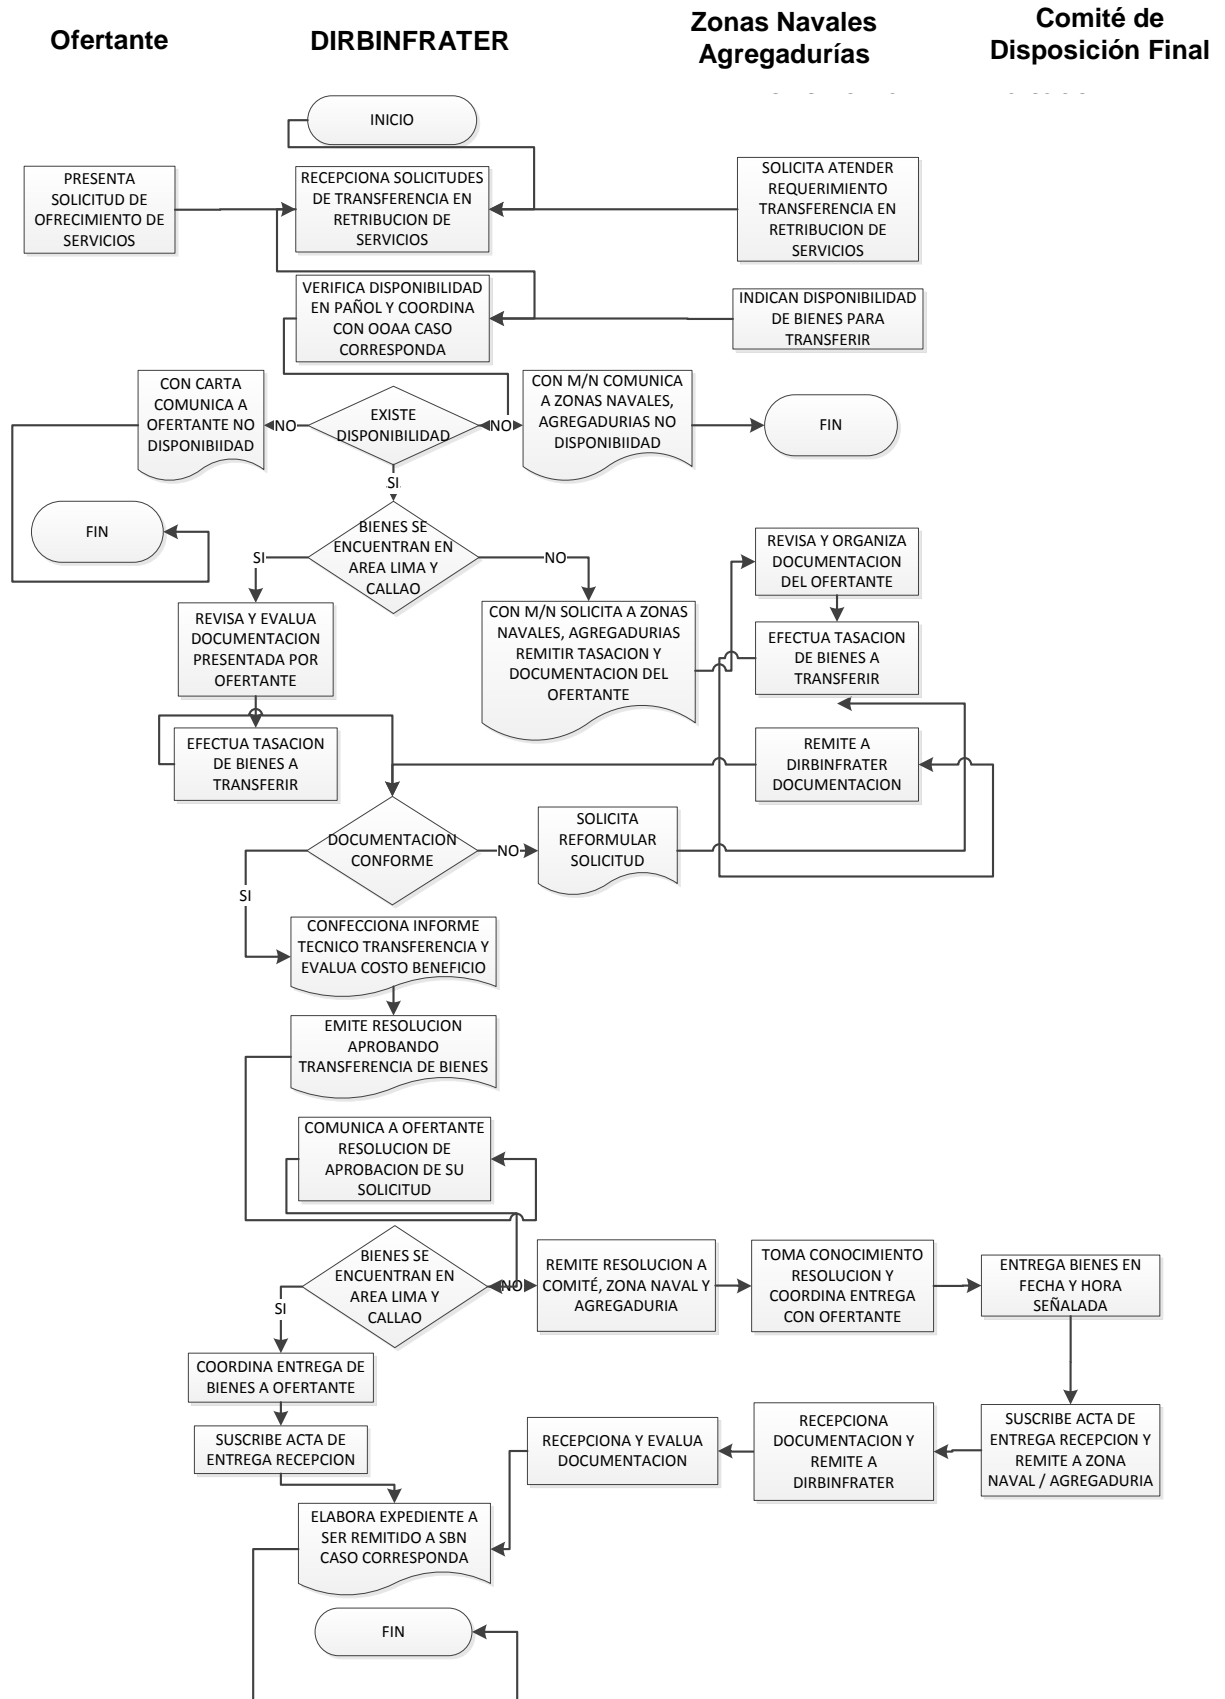 Ofertante
DIRBINFRATER
Zonas Navales
Agregadurías
Comité de
Disposición Final
INICIO
PRESENTA
SOLICITUD DE
OFRECIMIENTO DE
SERVICIOS
RECEPCIONA SOLICITUDES
DE TRANSFERENCIA EN
RETRIBUCION DE
SERVICIOS
SOLICITA ATENDER
REQUERIMIENTO
TRANSFERENCIA EN
RETRIBUCION DE
SERVICIOS
VERIFICA DISPONIBILIDAD
EN PAÑOL Y COORDINA
CON OOAA CASO
CORRESPONDA
INDICAN DISPONIBILIDAD
DE BIENES PARA
TRANSFERIR
CON CARTA
COMUNICA A
OFERTANTE NO
DISPONIBIIDAD
NO
EXISTE
DISPONIBILIDAD
NO
CON M/N COMUNICA
A ZONAS NAVALES,
AGREGADURIAS NO
DISPONIBIIDAD
FIN
SI
FIN
BIENES SE
ENCUENTRAN EN
AREA LIMA Y
CALLAO
SI
NO
REVISA Y ORGANIZA
DOCUMENTACION
DEL OFERTANTE
REVISA Y EVALUA
DOCUMENTACION
PRESENTADA POR
OFERTANTE
CON M/N SOLICITA A ZONAS
NAVALES, AGREGADURIAS
REMITIR TASACION Y
DOCUMENTACION DEL
OFERTANTE
EFECTUA TASACION
DE BIENES A
TRANSFERIR
EFECTUA TASACION
DE BIENES A
TRANSFERIR
REMITE A
DIRBINFRATER
DOCUMENTACION
DOCUMENTACION
CONFORME
NO
SOLICITA
REFORMULAR
SOLICITUD
SI
CONFECCIONA INFORME
TECNICO TRANSFERENCIA Y
EVALUA COSTO BENEFICIO
EMITE RESOLUCION
APROBANDO
TRANSFERENCIA DE BIENES
COMUNICA A OFERTANTE
RESOLUCION DE
APROBACION DE SU
SOLICITUD
BIENES SE
ENCUENTRAN EN
AREA LIMA Y
CALLAO
SI
NO
REMITE RESOLUCION A
COMITÉ, ZONA NAVAL Y
AGREGADURIA
TOMA CONOCIMIENTO
RESOLUCION Y
COORDINA ENTREGA
CON OFERTANTE
ENTREGA BIENES EN
FECHA Y HORA
SEÑALADA
COORDINA ENTREGA DE
BIENES A OFERTANTE
SUSCRIBE ACTA DE
ENTREGA RECEPCION
RECEPCIONA Y EVALUA
DOCUMENTACION
RECEPCIONA
DOCUMENTACION Y
REMITE A
DIRBINFRATER
SUSCRIBE ACTA DE
ENTREGA RECEPCION Y
REMITE A ZONA
NAVAL / AGREGADURIA
ELABORA EXPEDIENTE A
SER REMITIDO A SBN
CASO CORRESPONDA
FIN